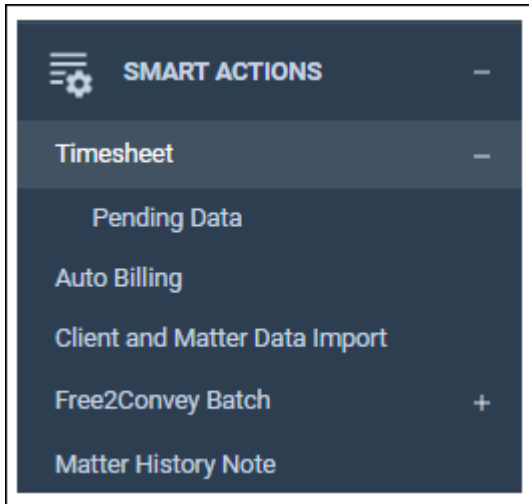 SMART ACTIONS –
Timesheet –
Pending Data
Auto Billing
Client and Matter Data Import
Free2Convey Batch +
Matter History Note